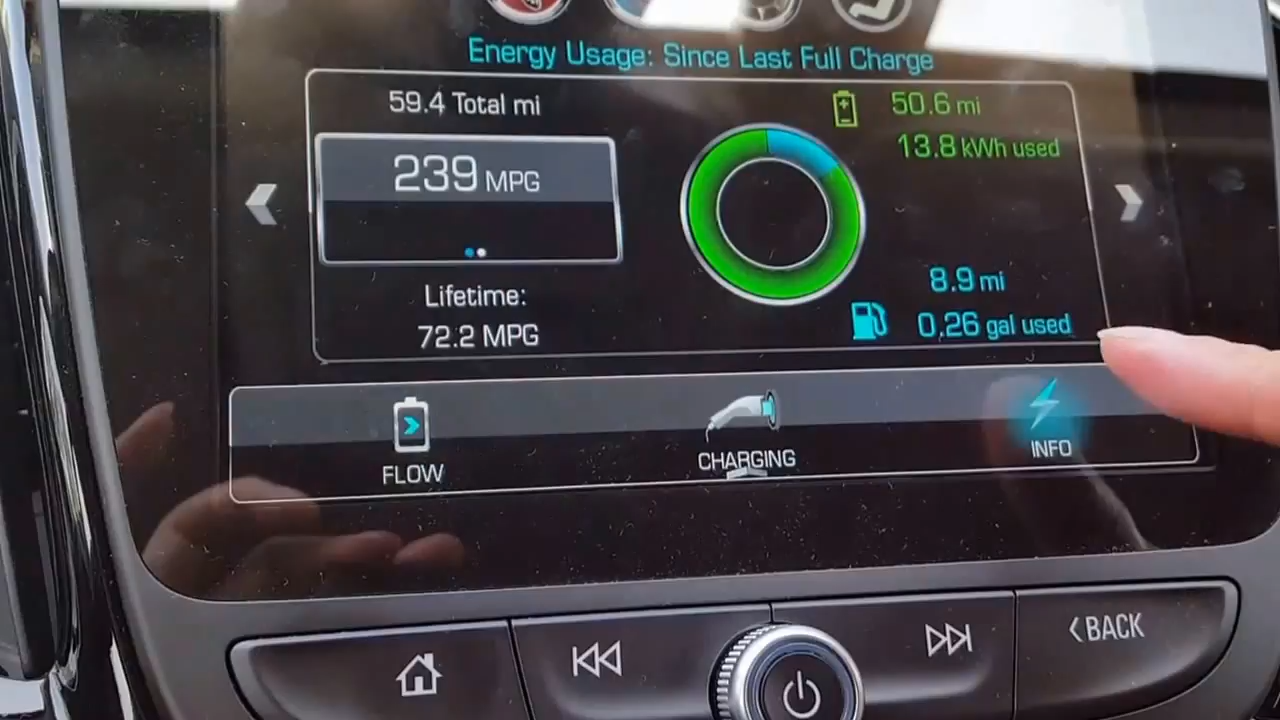 Energy Usage: Since Last Full Charge
59.4 Total mi
50.6 mi
13.8 kWh used
239 MPG
Lifetime:
72.2 MPG
8.9 mi
0.26 gal used
FLOW
CHARGING
INFO
BACK